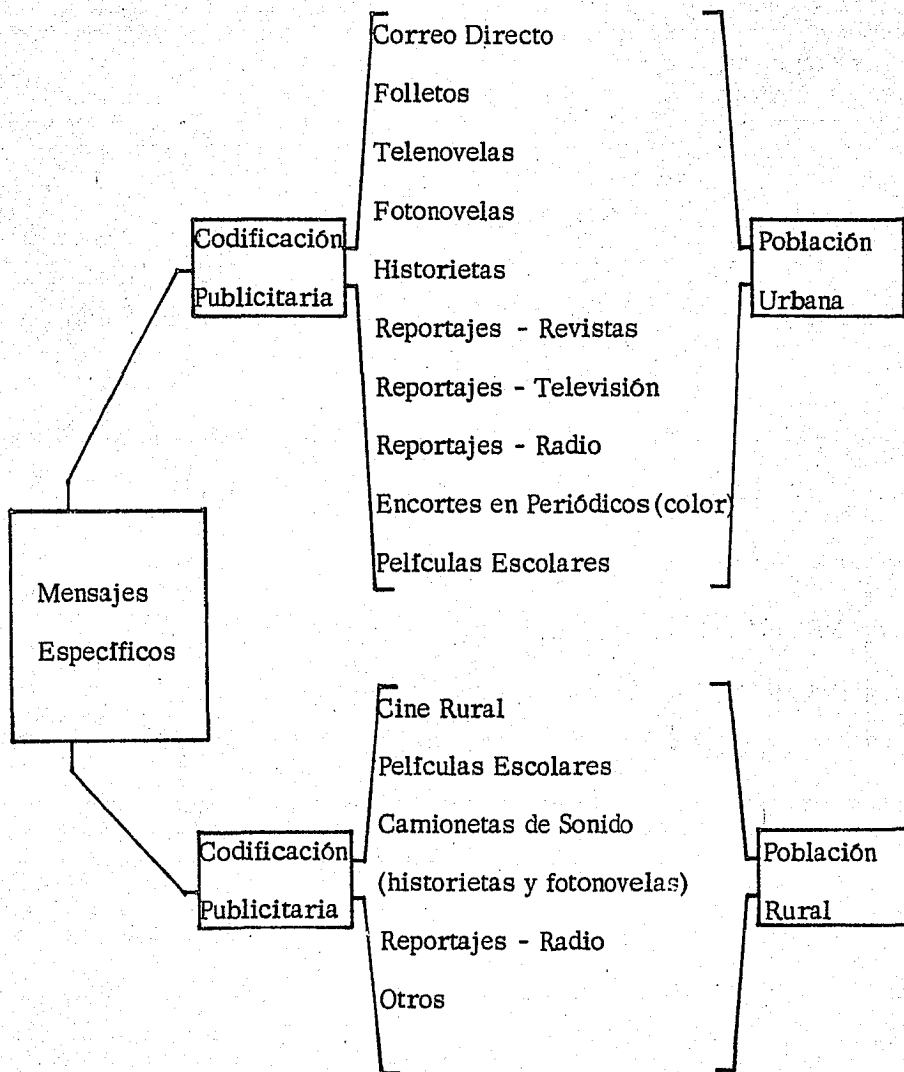 Correo Directo
Folletos
Telenovelas
Fotonovelas
Codificación
Publicitaria
Historietas
Reportajes - Revistas
Reportajes - Televisión
Reportajes - Radio
Encortes en Periódicos (color)
Películas Escolares
Población
Urbana
Mensajes
Específicos
Cine Rural
Películas Escolares
Camionetas de Sonido
(historietas y fotonovelas)
Reportajes - Radio
Otros
Codificación
Publicitaria
Población
Rural